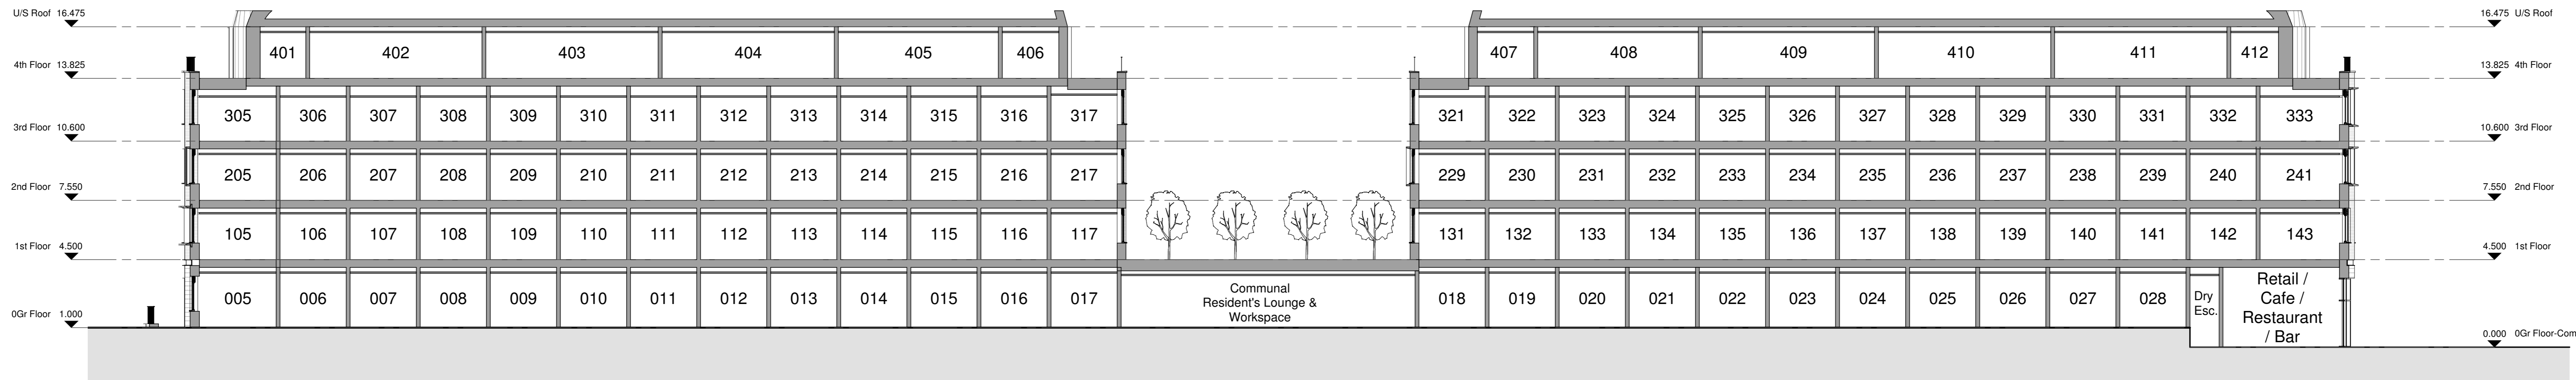 U/S Roof 16.475
16.475 U/S Roof
401 402 403 404 405 406
407 408 409 410 411 412
4th Floor 13.825
13.825 4th Floor
305 306 307 308 309 310 311 312 313 314 315 316 317
321 322 323 324 325 326 327 328 329 330 331 332 333
3rd Floor 10.600
10.600 3rd Floor
205 206 207 208 209 210 211 212 213 214 215 216 217
229 230 231 232 233 234 235 236 237 238 239 240 241
2nd Floor 7.550
7.550 2nd Floor
105 106 107 108 109 110 111 112 113 114 115 116 117
131 132 133 134 135 136 137 138 139 140 141 142 143
1st Floor 4.500
4.500 1st Floor
005 006 007 008 009 010 011 012 013 014 015 016 017
Communal
Resident's Lounge &
Workspace
018 019 020 021 022 023 024 025 026 027 028
Dry
Esc.
Retail /
Cafe /
Restaurant
/ Bar
0Gr Floor 1.000
0.000 0Gr Floor-Com